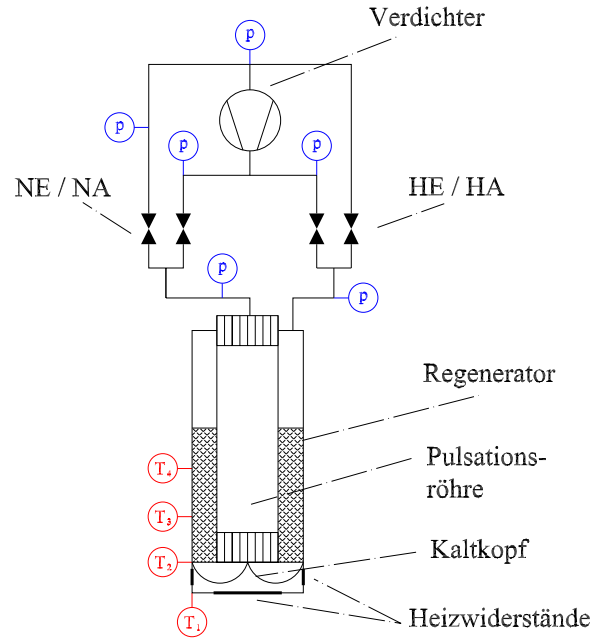 Verdichter
p
p
p
p
NE / NA
HE / HA
p
p
Regenerator
T₄
Pulsations-
röhre
T₃
T₂
Kaltkopf
T₁
Heizwiderstände